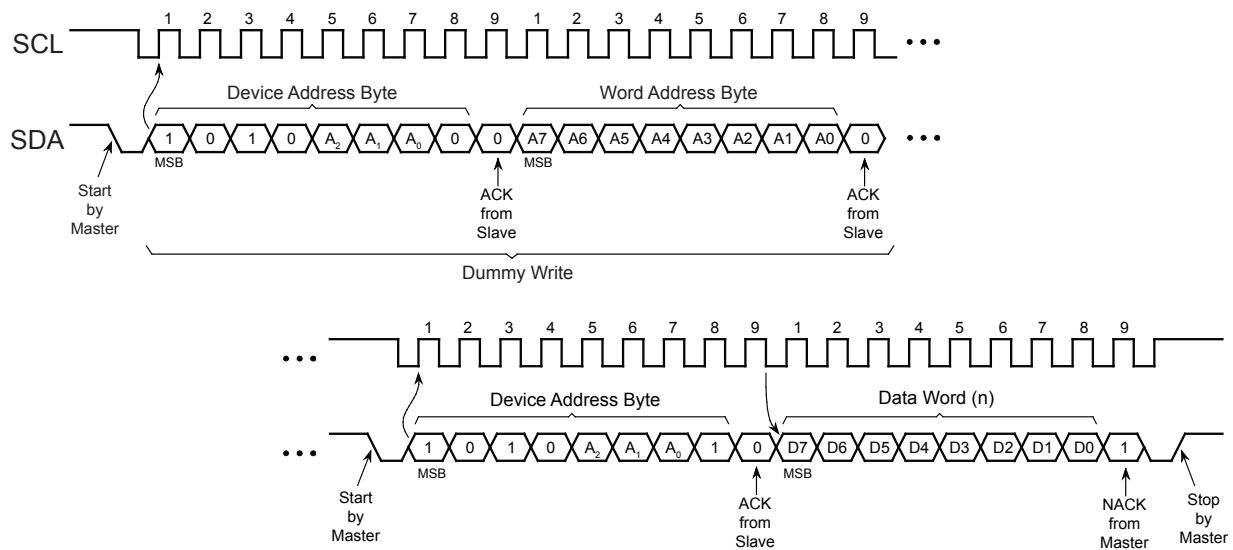 1 2 3 4 5 6 7 8 9 1 2 3 4 5 6 7 8 9
SCL
Device Address Byte Word Address Byte
SDA 1 0 1 0 A2 A1 A0 0 0 A7 A6 A5 A4 A3 A2 A1 A0 0
MSB MSB
Start
by
Master
ACK
from
Slave
ACK
from
Slave
Dummy Write
1 2 3 4 5 6 7 8 9 1 2 3 4 5 6 7 8 9
Device Address Byte Data Word (n)
1 0 1 0 A2 A1 A0 1 0 D7 D6 D5 D4 D3 D2 D1 D0 1
MSB MSB
Start
by
Master
ACK
from
Slave
NACK
from
Master
Stop
by
Master